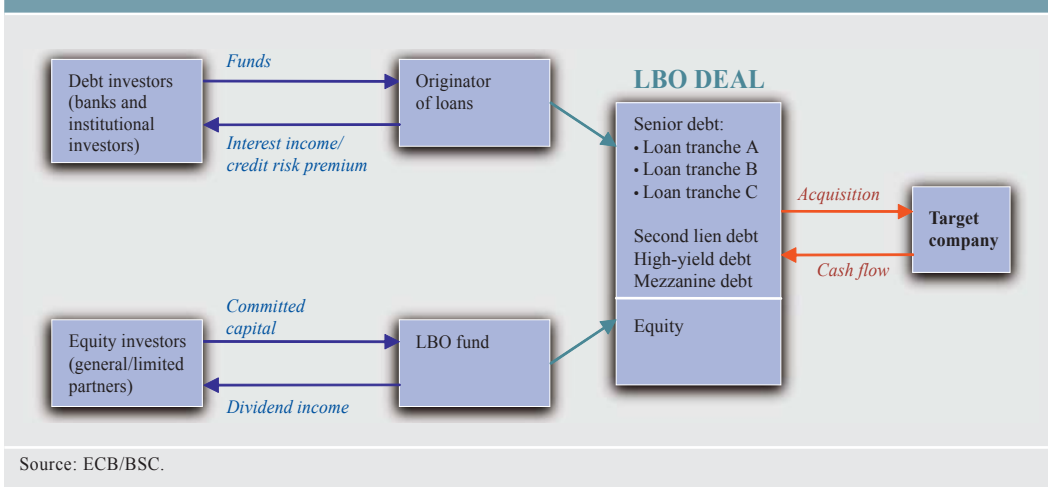 Funds
Debt investors
(banks and
institutional
investors)
Originator
of loans
Interest income/
credit risk premium
LBO DEAL
Senior debt:
• Loan tranche A
• Loan tranche B
• Loan tranche C
Second lien debt
High-yield debt
Mezzanine debt
Equity
Acquisition
Cash flow
Target
company
Committed
capital
Equity investors
(general/limited
partners)
LBO fund
Dividend income
Source: ECB/BSC.